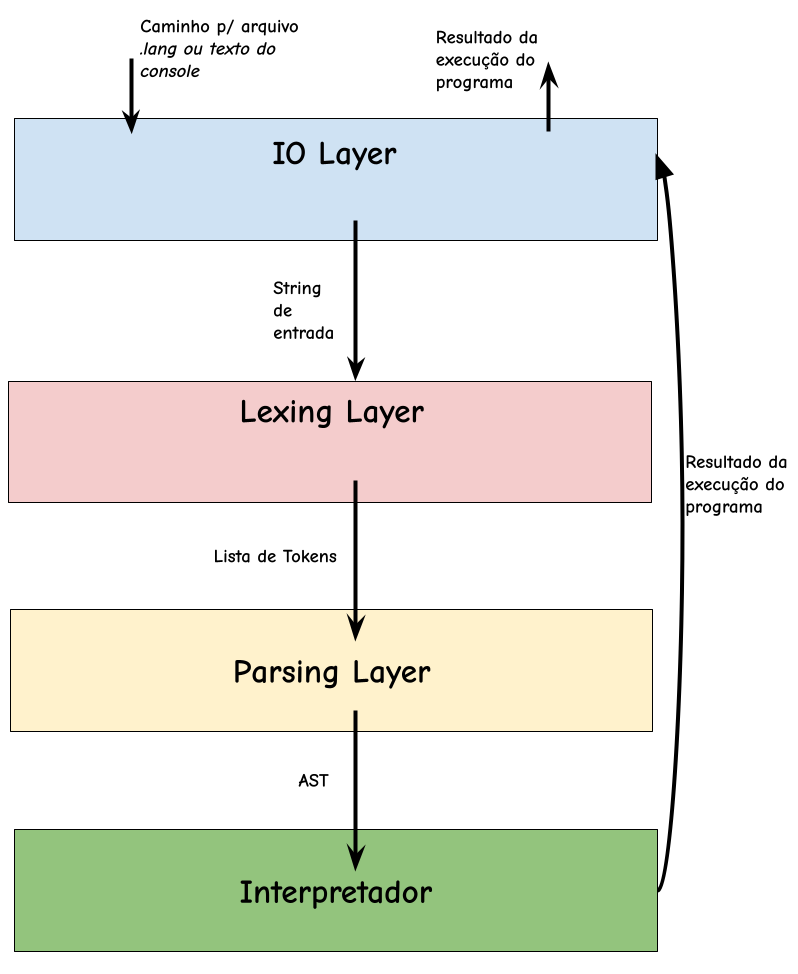 Caminho p/ arquivo
.lang ou texto do
console
Resultado da
execução do
programa
IO Layer
String
de
entrada
Lexing Layer
Resultado da
execução do
programa
Lista de Tokens
Parsing Layer
AST
Interpretador